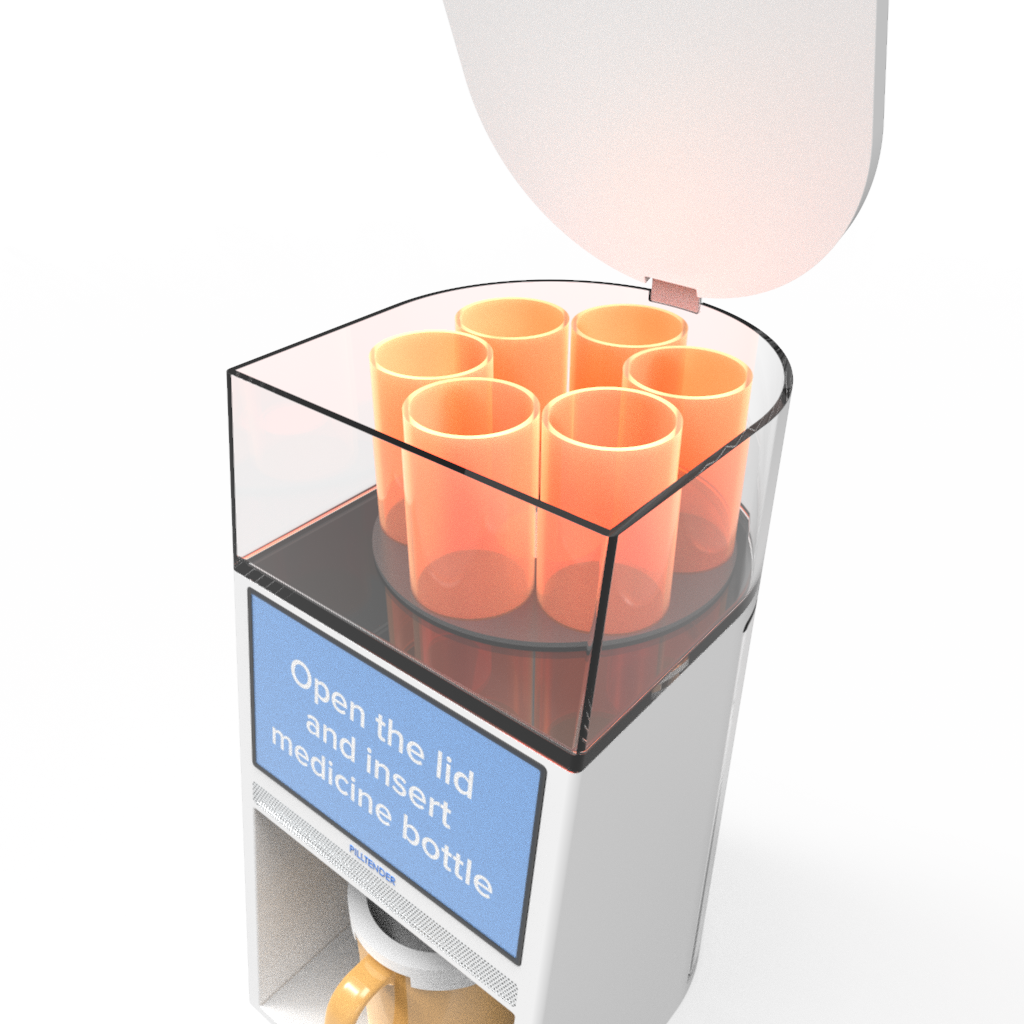 Open the lid
and insert
medicine bottle
PILLTENDER